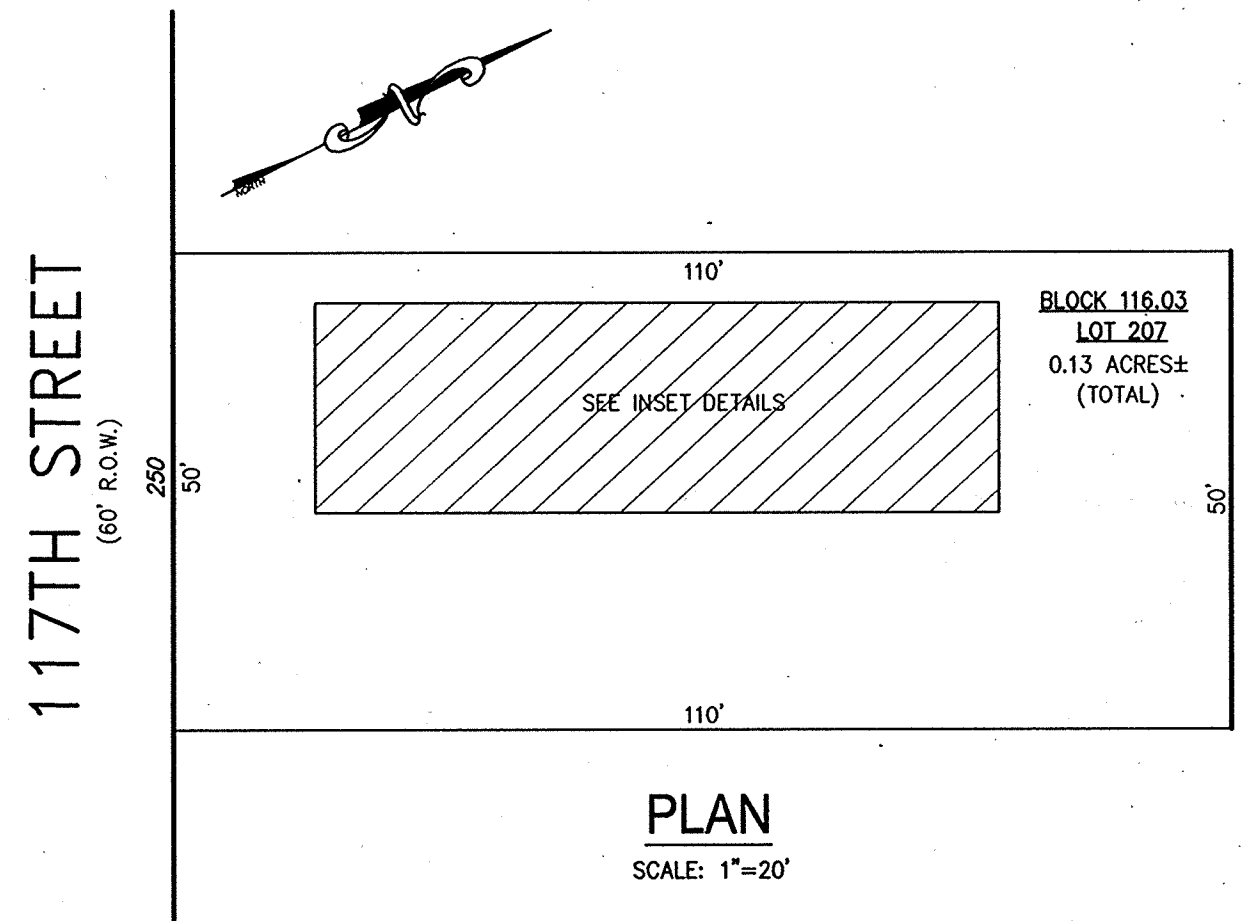 NORTH
117TH STREET
(60' R.O.W.)
250
50'
110'
BLOCK 116.03
LOT 207
0.13 ACRES±
(TOTAL)
SEE INSET DETAILS
50'
110'
PLAN
SCALE: 1"=20'